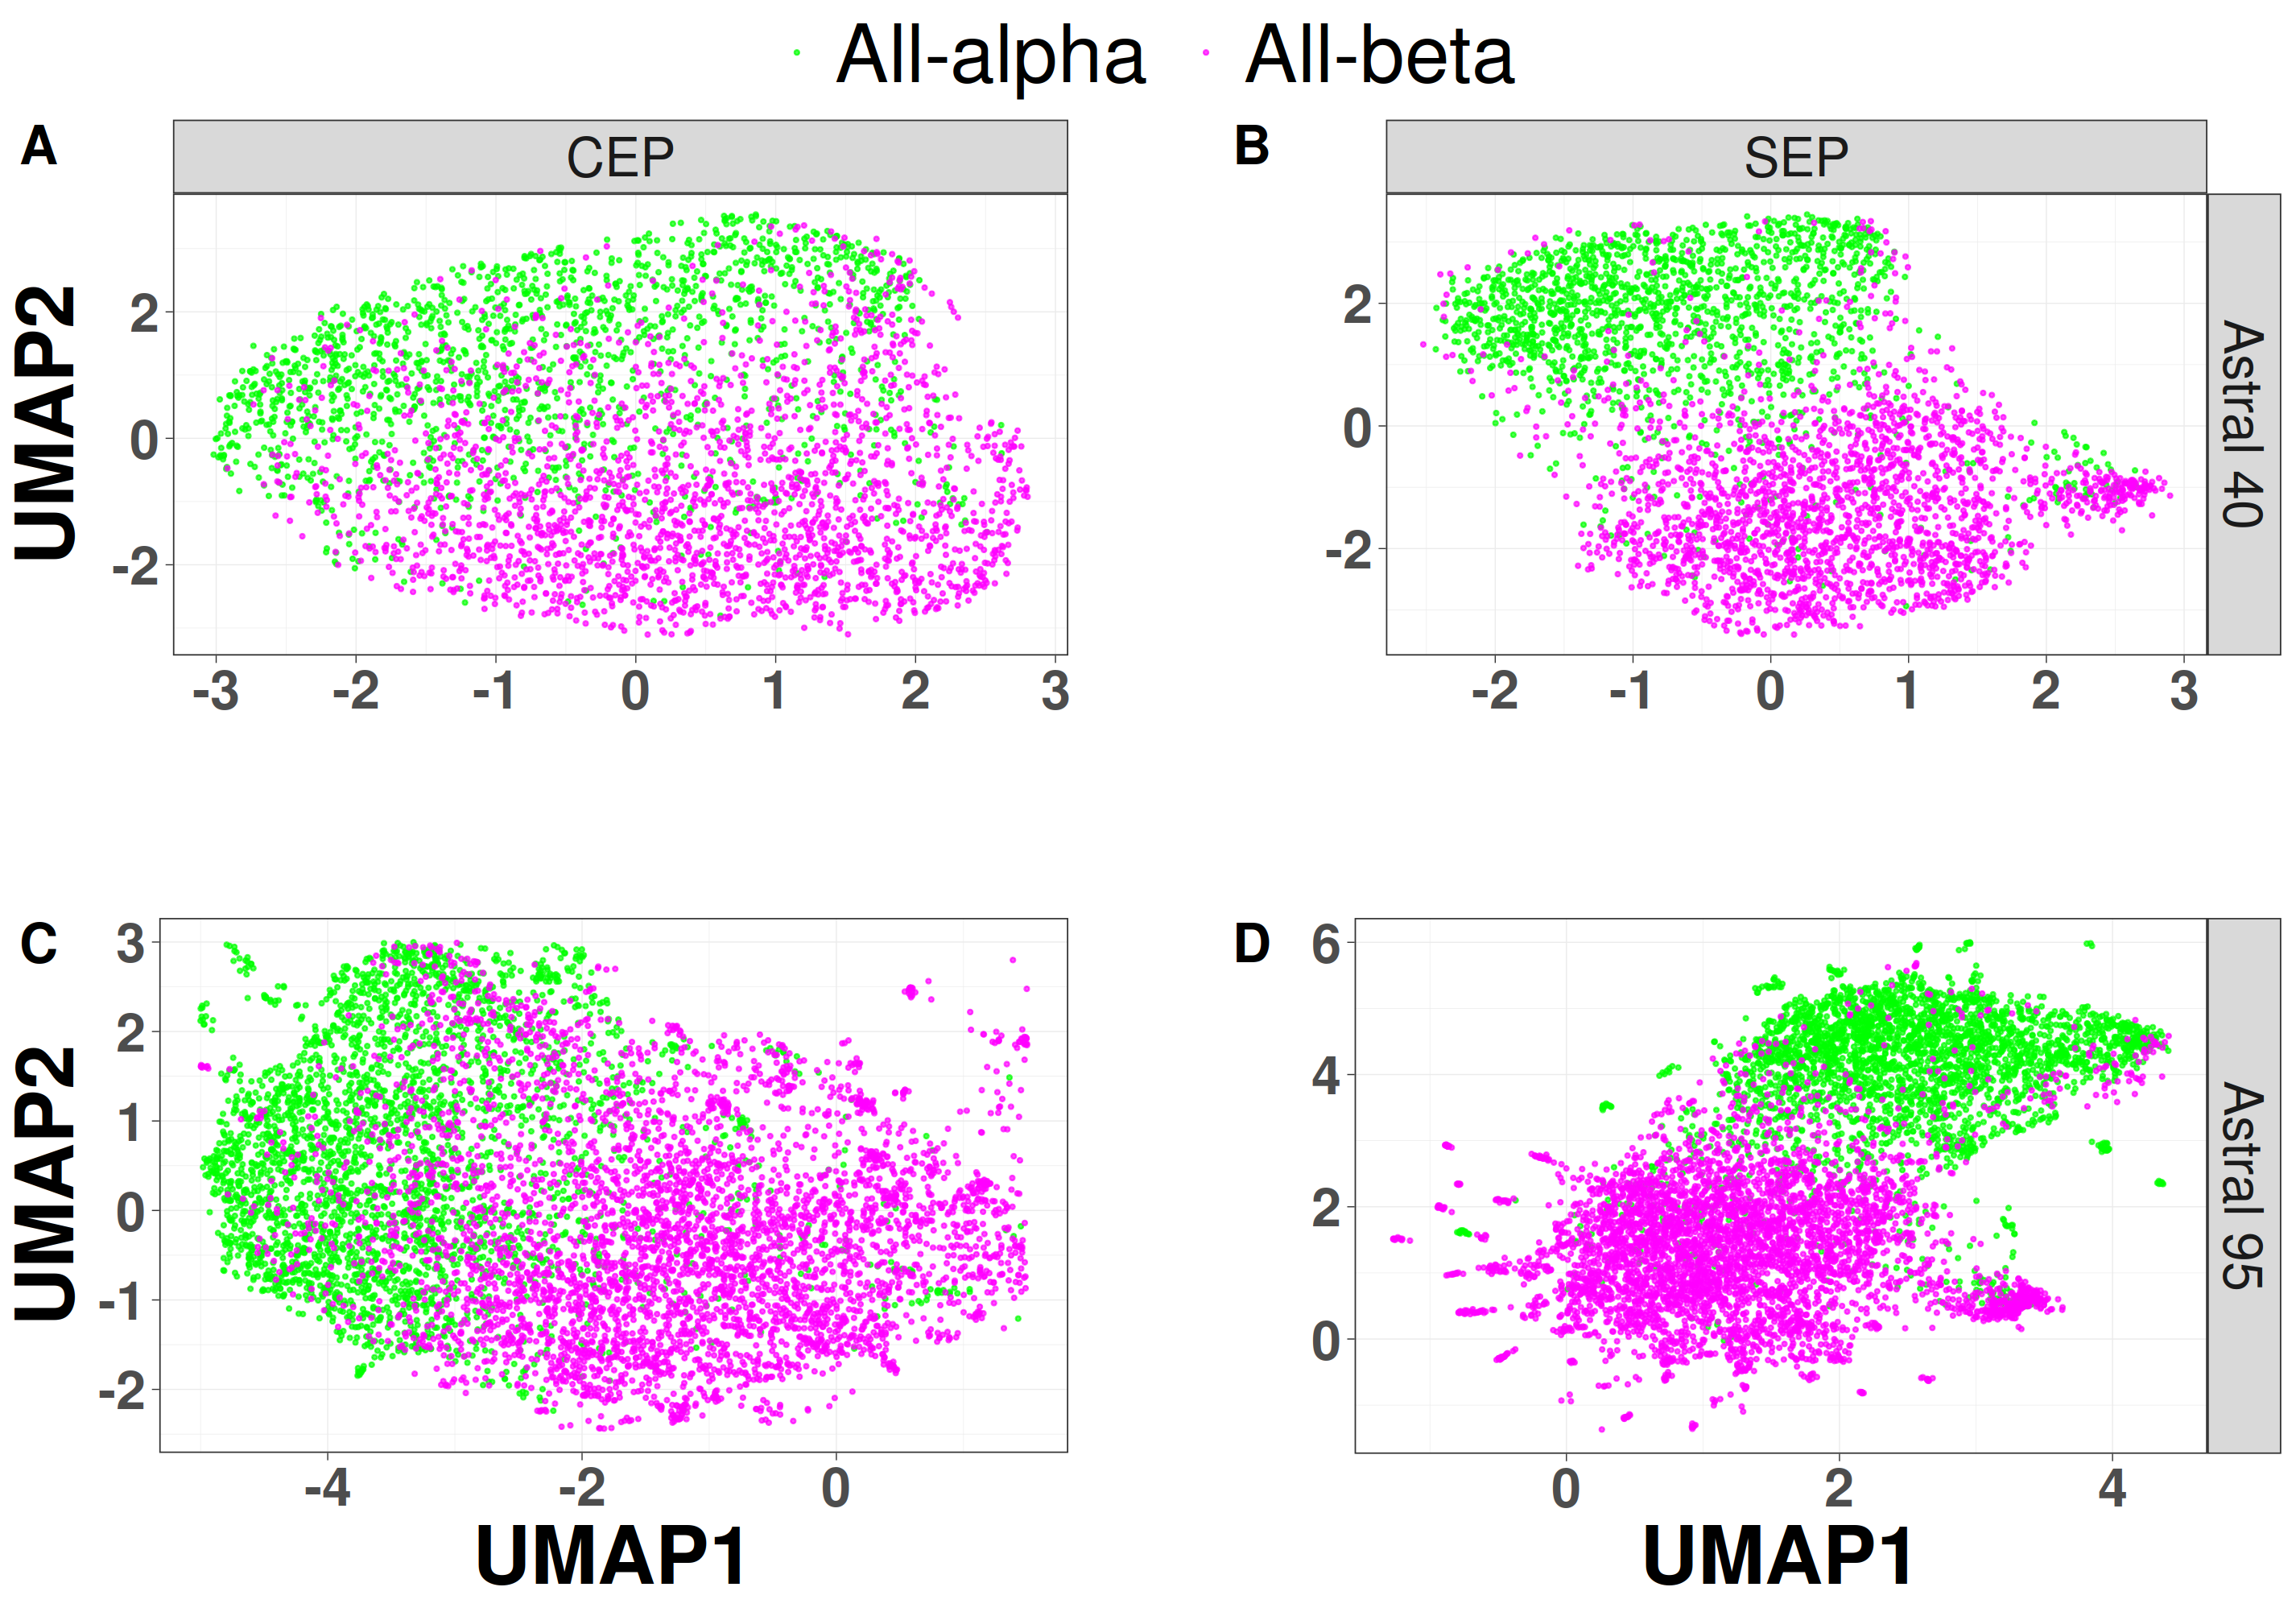 All-alpha All-beta
A CEP
B SEP
UMAP2
2
0
-2
-3 -2 -1 0 1 2 3
2
0
-2
-2 -1 0 1 2 3
Astral 40
C
UMAP2
3
2
1
0
-1
-2
-4 -2 0
UMAP1
D
6
4
2
0
0 2 4
UMAP1
Astral 95